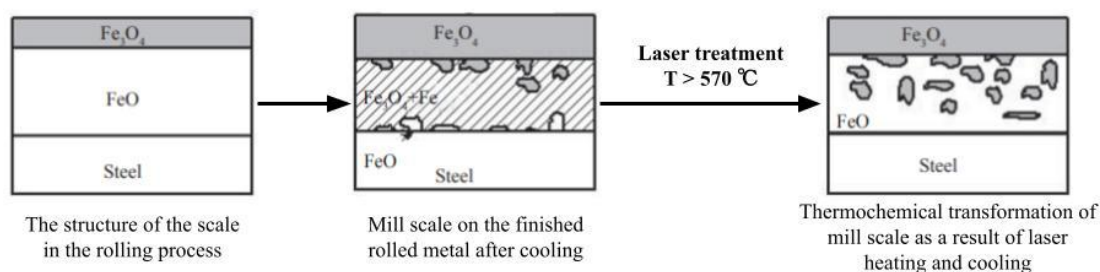 Fe₃O₄
FeO
Steel
The structure of the scale
in the rolling process
Fe₃O₄
Fe₃O₄+Fe
FeO
Steel
Mill scale on the finished
rolled metal after cooling
Laser treatment
T > 570 ℃
Fe₃O₄
FeO
Steel
Thermochemical transformation of
mill scale as a result of laser
heating and cooling